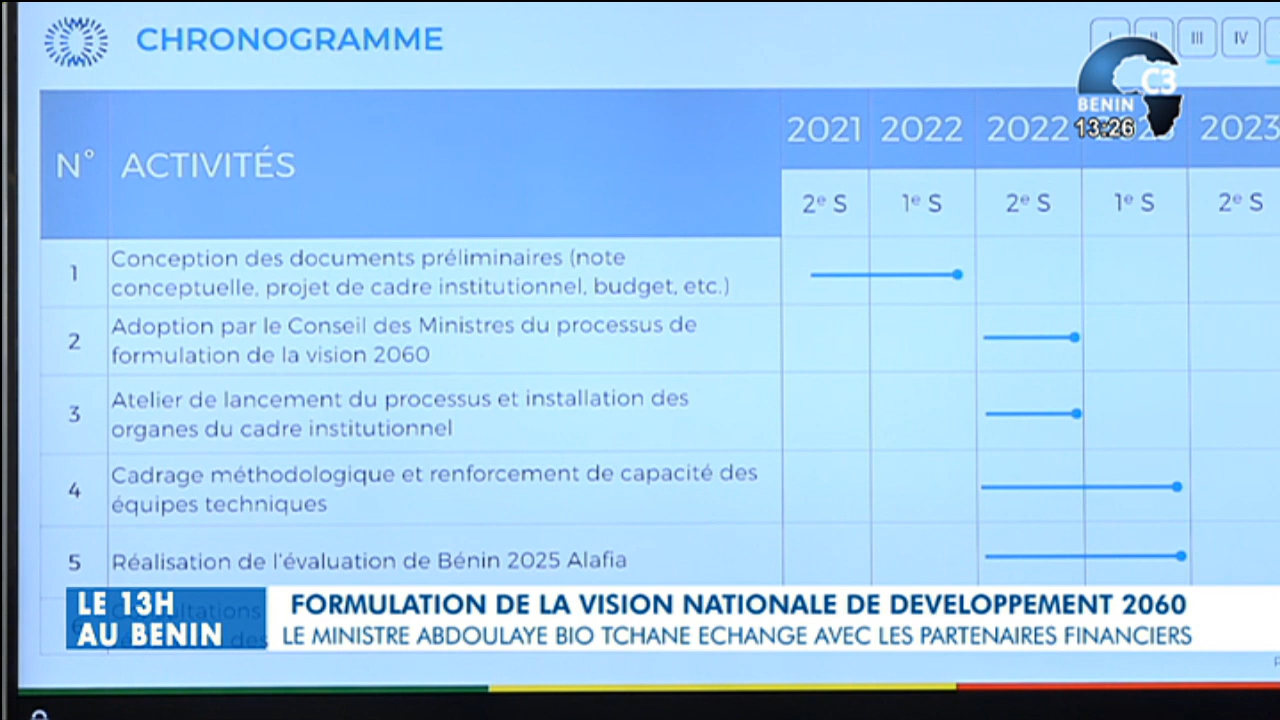 CHRONOGRAMME
I II III IV
C3
BENIN
13:26
N° ACTIVITÉS
2021 2022 2022 2023 2023
2e S 1e S 2e S 1e S 2e S
1 Conception des documents préliminaires (note
conceptuelle, projet de cadre institutionnel, budget, etc.)
2 Adoption par le Conseil des Ministres du processus de
formulation de la vision 2060
3 Atelier de lancement du processus et installation des
organes du cadre institutionnel
4 Cadrage méthodologique et renforcement de capacité des
équipes techniques
5 Réalisation de l'évaluation de Bénin 2025 Alafia
LE 13H
AU BENIN
FORMULATION DE LA VISION NATIONALE DE DEVELOPPEMENT 2060
LE MINISTRE ABDOULAYE BIO TCHANE ECHANGE AVEC LES PARTENAIRES FINANCIERS